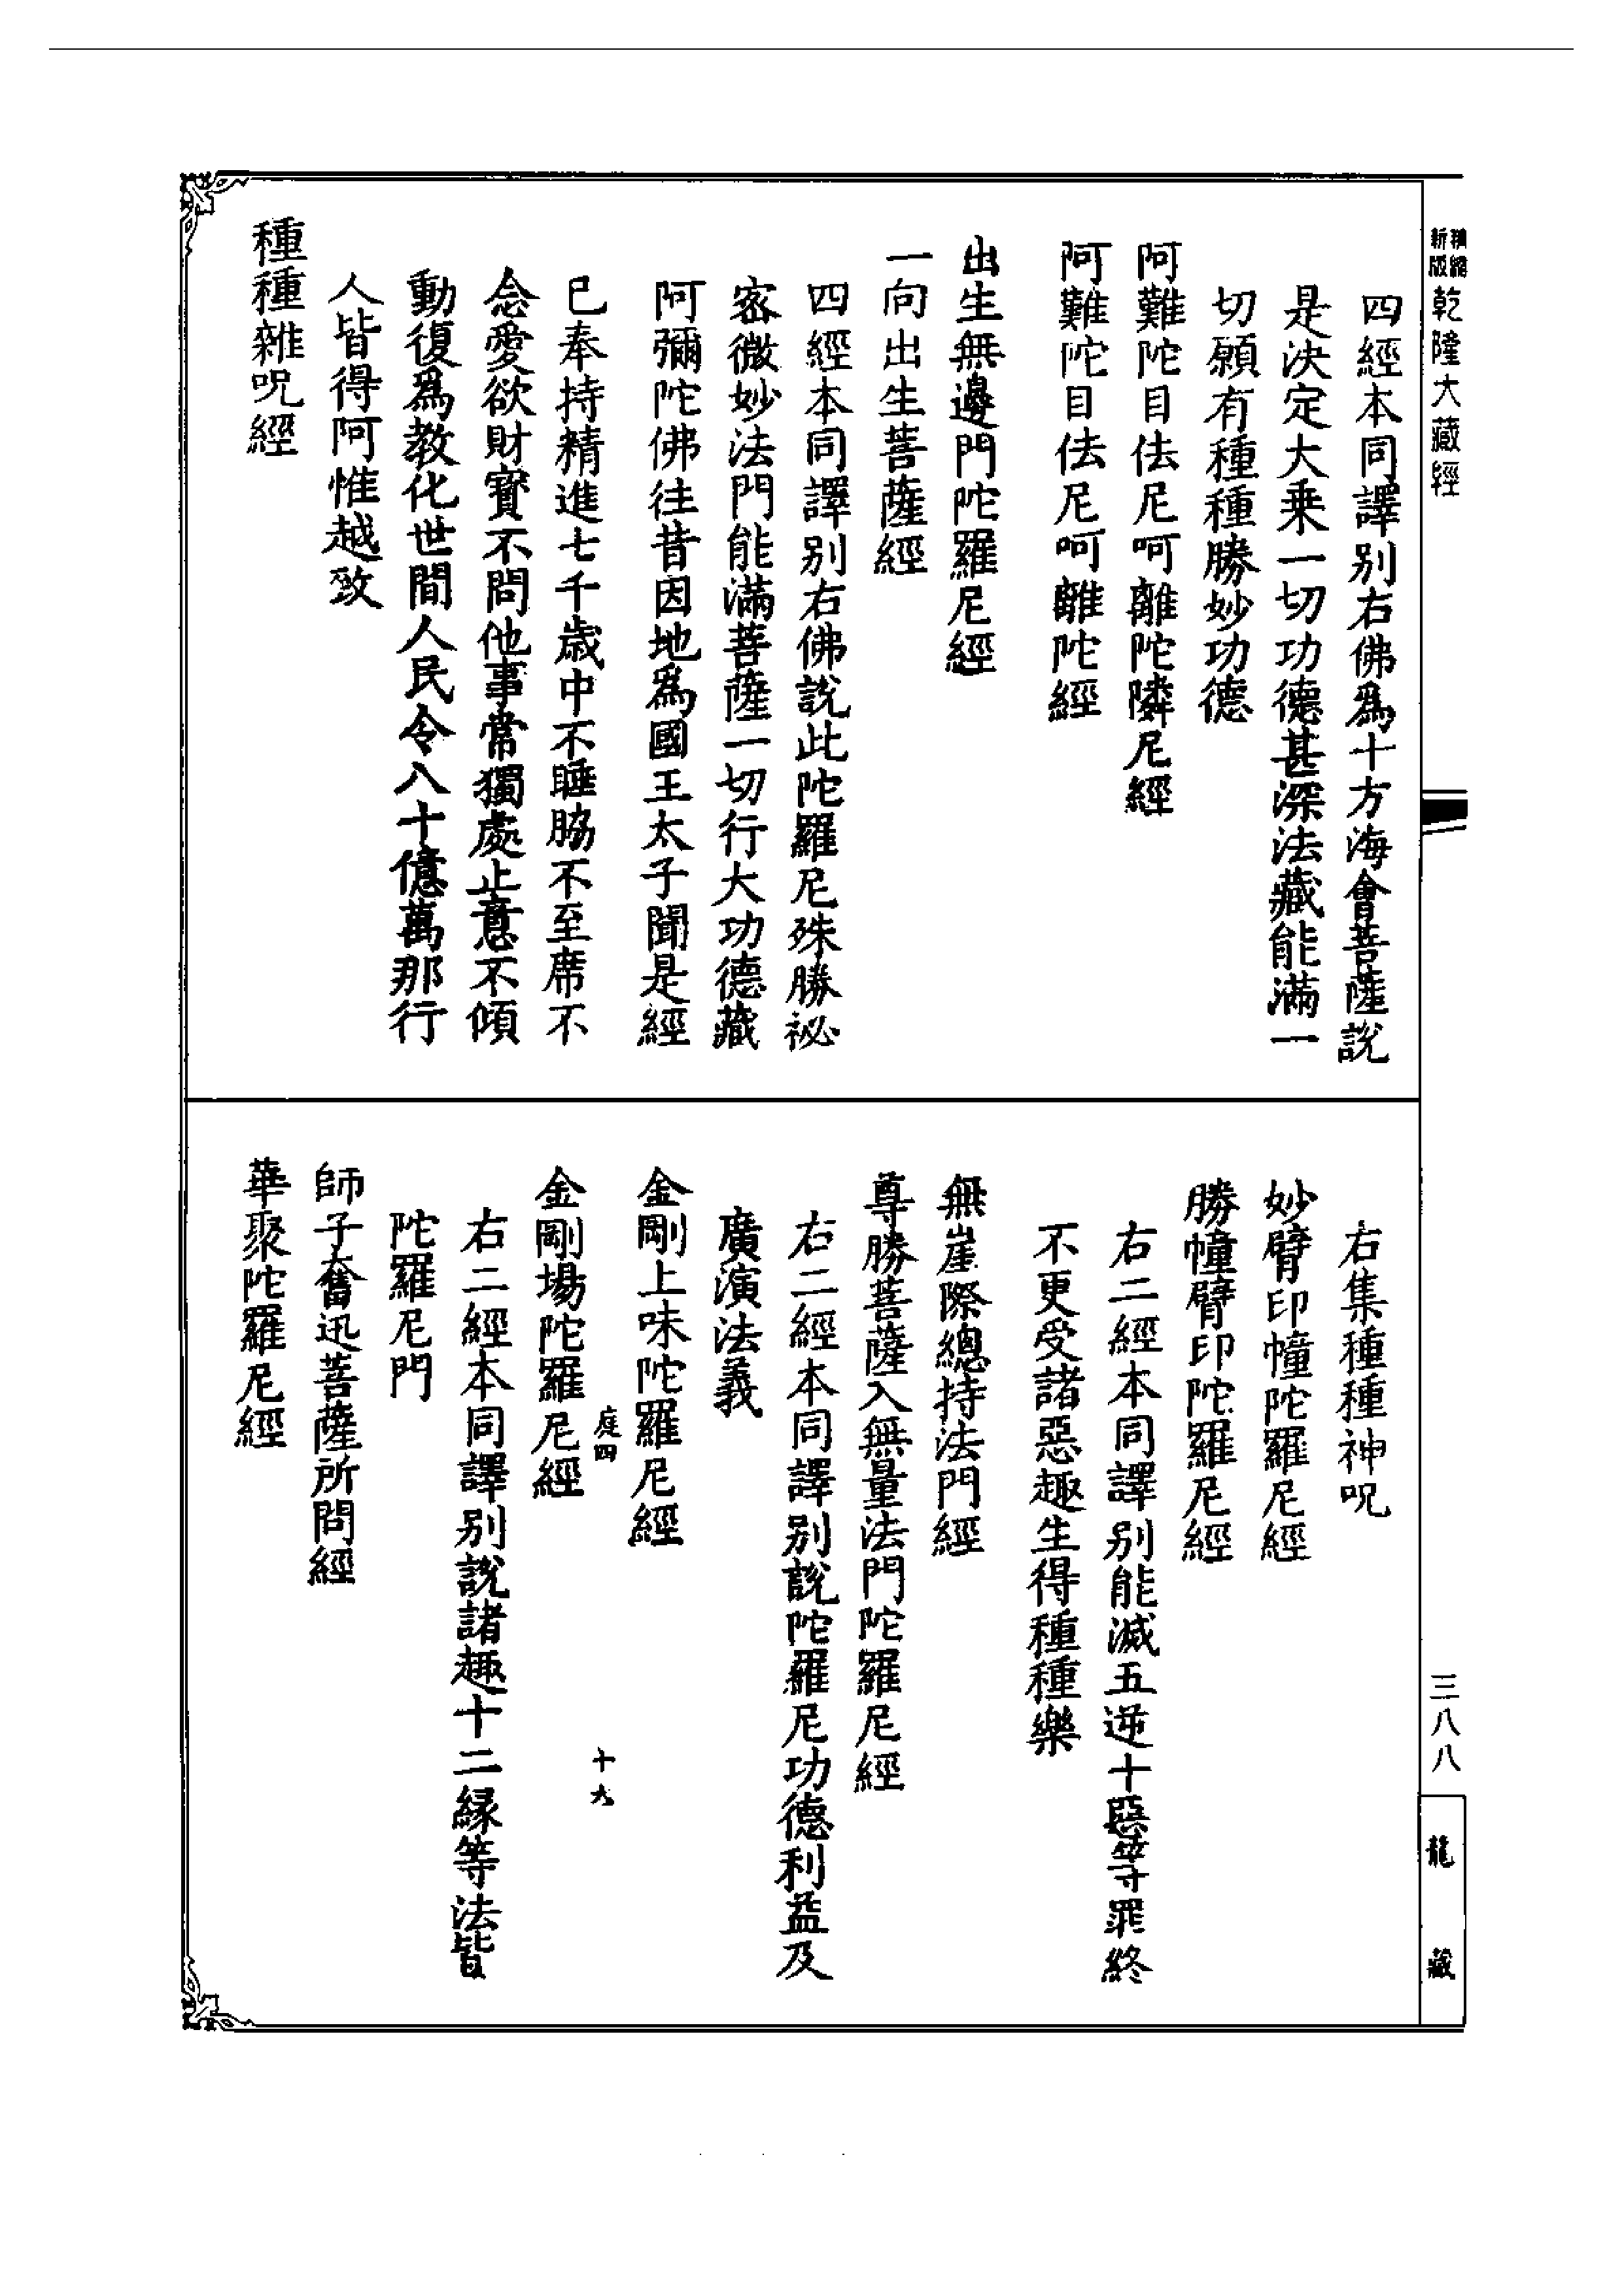 精縮新版乾隆大藏經
三八八
龍藏
四經本同譯别右佛爲十方海會菩薩說
是決定大乗一切功德甚深法藏能滿一
切願有種種勝妙功德
阿難陀目佉尼呵離陀隣尼經
阿難陀目佉尼呵離陀經
出生無邊門陀羅尼經
一向出生菩薩經
四經本同譯别右佛說此陀羅尼殊勝祕
宻微妙法門能滿菩薩一切行大功德藏
阿彌陀佛往昔因地爲國王太子聞是經
已奉持精進七千歳中不睡脇不至席不
念愛欲財寳不問他事常獨處止意不傾
動復爲教化世間人民令八十億萬那行
人皆得阿惟越致
種種雜呪經
右集種種神呪
妙臂印幢陀羅尼經
勝幢臂印陀羅尼經
右二經本同譯别能滅五逆十惡等罪終
不更受諸惡趣生得種種樂
無崖際總持法門經
尊勝菩薩入無量法門陀羅尼經
右二經本同譯别說陀羅尼功德利益及
廣演法義
金剛上味陀羅尼經
庭四
十九
金剛場陀羅尼經
右二經本同譯别說諸趣十二緣等法皆
陀羅尼門
師子奮迅菩薩所問經
華聚陀羅尼經